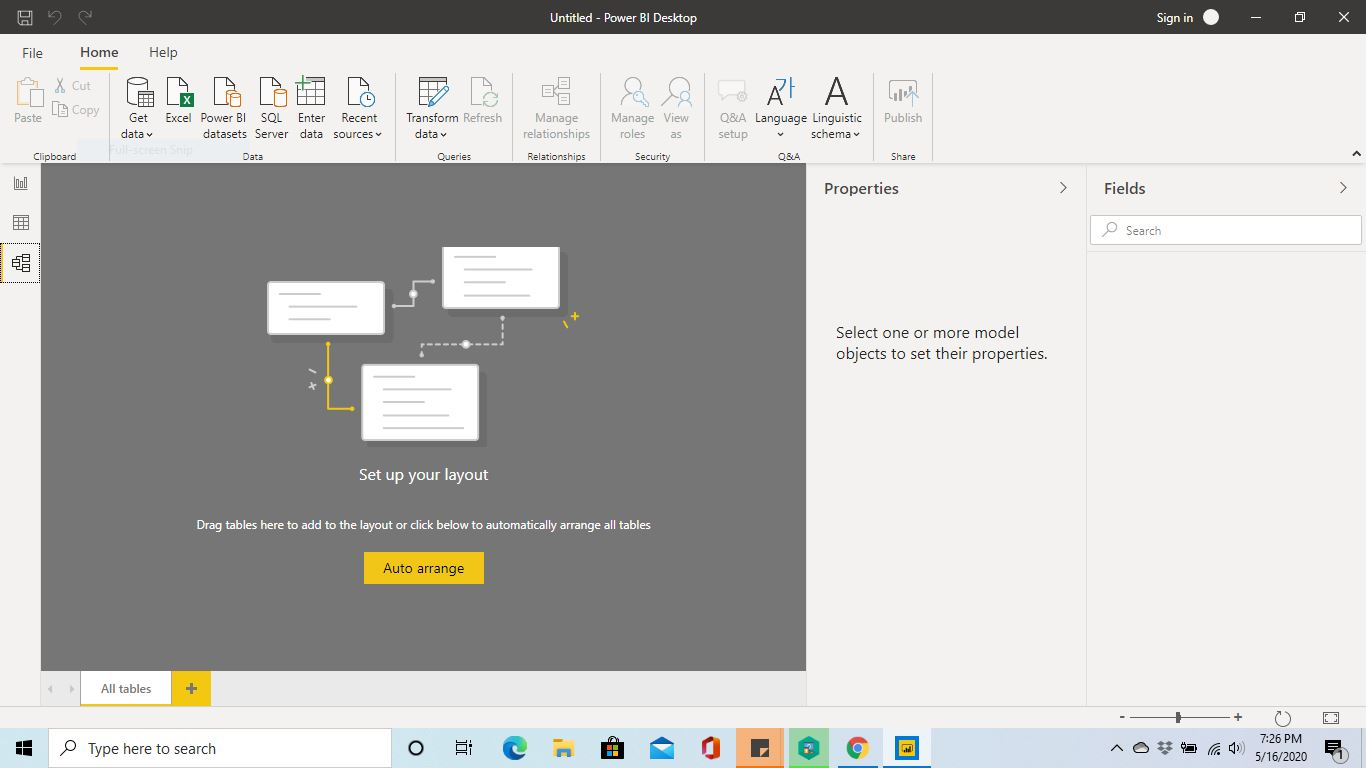 Untitled - Power BI Desktop
Sign in
File
Home
Help
Paste
Cut
Copy
Clipboard
Get
data
Excel
Power BI
datasets
SQL
Server
Enter
data
Recent
sources
Data
Transform
data
Refresh
Queries
Manage
relationships
Relationships
Manage
roles
View
as
Security
Q&A
setup
Language
Linguistic
schema
Q&A
Publish
Share
Full-screen Snip
Properties
Fields
Search
Select one or more model
objects to set their properties.
Set up your layout
Drag tables here to add to the layout or click below to automatically arrange all tables
Auto arrange
All tables
+
- +
Type here to search
7:26 PM
5/16/2020
1